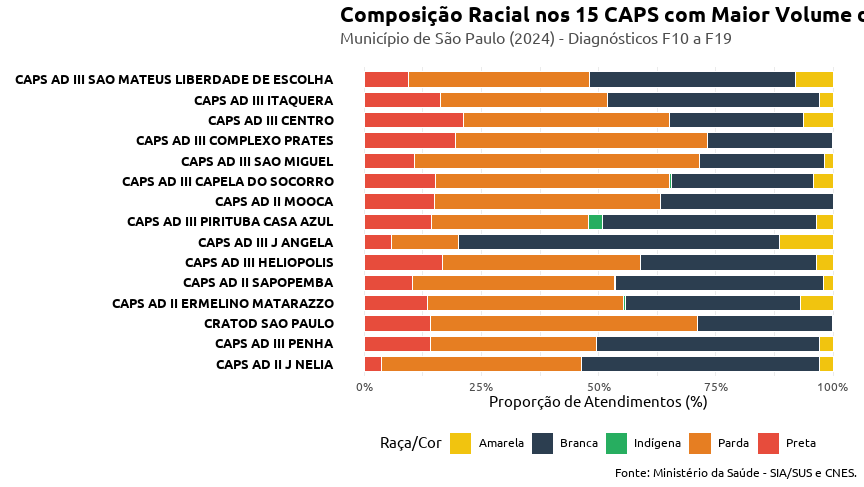 Composição Racial nos 15 CAPS com Maior Volume
Município de São Paulo (2024) - Diagnósticos F10 a F19
CAPS AD III SAO MATEUS LIBERDADE DE ESCOLHA
CAPS AD III ITAQUERA
CAPS AD III CENTRO
CAPS AD III COMPLEXO PRATES
CAPS AD III SAO MIGUEL
CAPS AD III CAPELA DO SOCORRO
CAPS AD II MOOCA
CAPS AD III PIRITUBA CASA AZUL
CAPS AD III J ANGELA
CAPS AD III HELIOPOLIS
CAPS AD II SAPOPEMBA
CAPS AD II ERMELINO MATARAZZO
CRATOD SAO PAULO
CAPS AD III PENHA
CAPS AD II J NELIA
0% 25% 50% 75% 100%
Proporção de Atendimentos (%)
Raça/Cor Amarela Branca Indígena Parda Preta
Fonte: Ministério da Saúde - SIA/SUS e CNES.